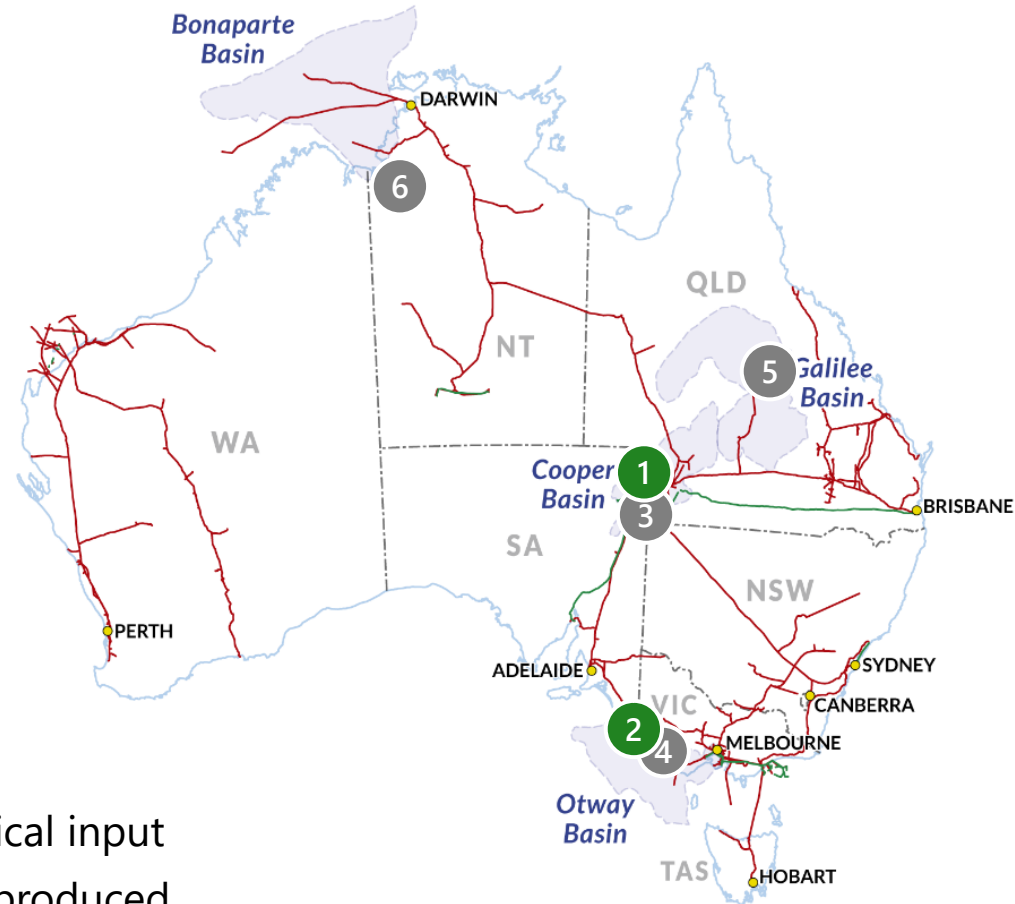 Bonaparte
Basin
DARWIN
6
QLD
NT
5
Galilee
Basin
WA
Cooper
Basin
1
3
BRISBANE
SA
NSW
PERTH
ADELAIDE
SYDNEY
VIC
CANBERRA
2
4
MELBOURNE
Otway
Basin
ical input
TAS
HOBART
produced